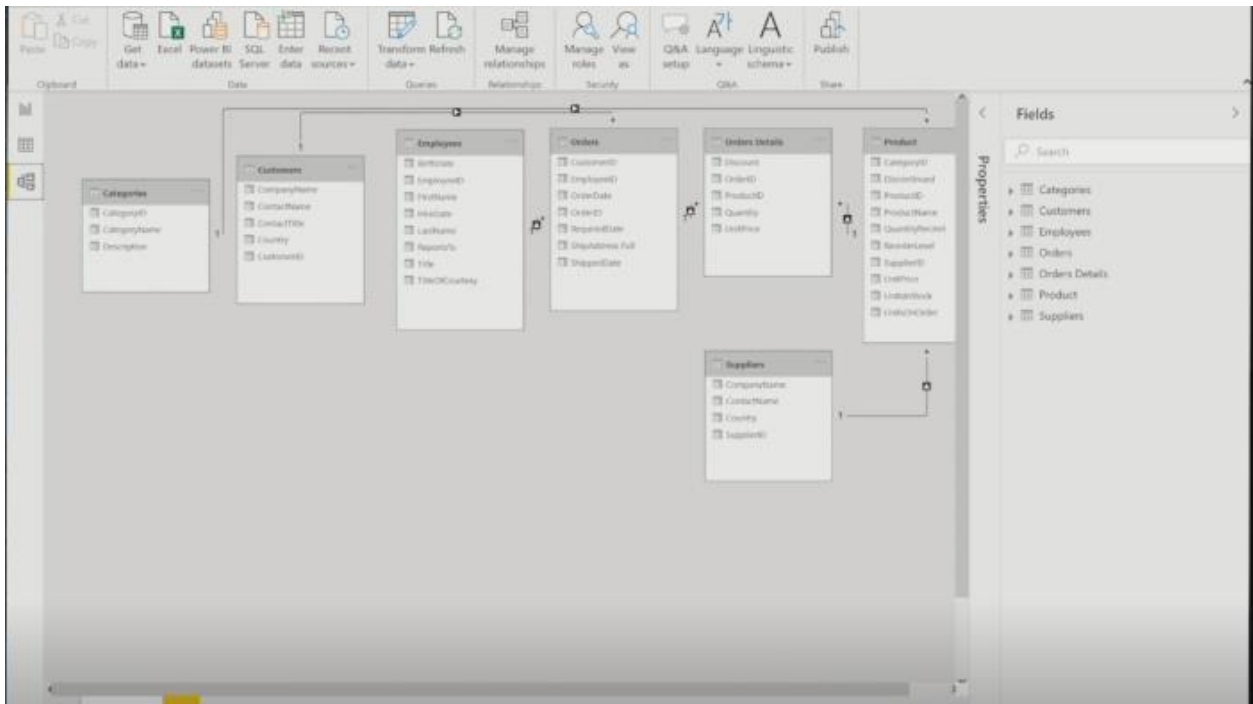 Paste
Cut
Copy
Get data
Excel
Power BI datasets
SQL Server
Enter data
Recent sources
Transform data
Refresh
Manage relationships
Manage roles
View as
Q&A setup
Language
Linguistic schema
Publish
Clipboard
Data
Queries
Relationships
Security
Q&A
Share
Categories
CategoryID
CategoryName
Description
1
Customers
CompanyName
ContactName
ContactTitle
Country
CustomerID
1
Employees
BirthDate
EmployeeID
FirstName
HireDate
LastName
ReportsTo
Title
TitleOfCourtesy
Orders
CustomerID
EmployeeID
OrderDate
OrderID
RequiredDate
ShipAddress Full
ShippedDate
Orders Details
Discount
OrderID
ProductID
Quantity
UnitPrice
1
Product
CategoryID
Discontinued
ProductID
ProductName
ReorderLevel
SupplierID
UnitPrice
UnitsInStock
UnitsOnOrder
Suppliers
CompanyName
ContactName
Country
SupplierID
1
Properties
Fields
Search
Categories
Customers
Employees
Orders
Orders Details
Product
Suppliers